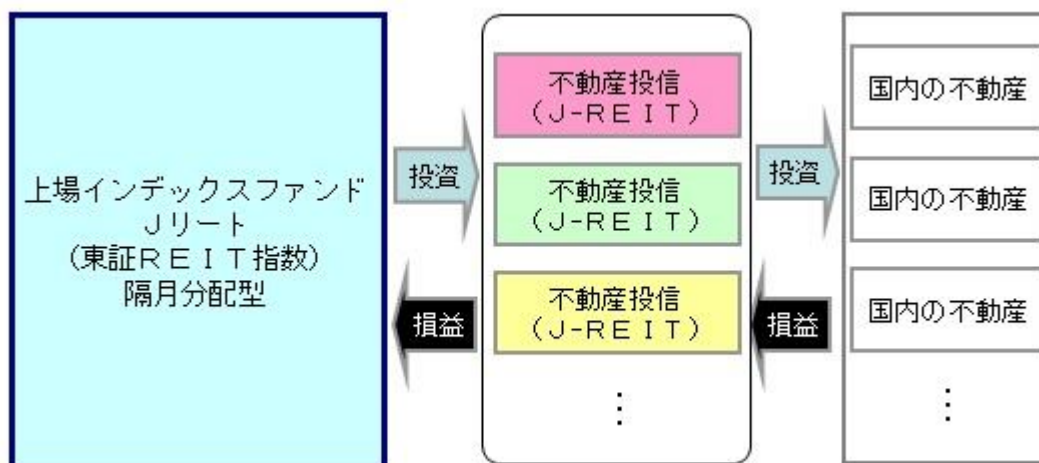 上場インデックスファンド
Jリート
(東証ＲＥＩＴ指数)
隔月分配型
投資
損益
不動産投信
(Ｊ-ＲＥＩＴ)
不動産投信
(Ｊ-ＲＥＩＴ)
不動産投信
(Ｊ-ＲＥＩＴ)
⋮
投資
損益
国内の不動産
国内の不動産
国内の不動産
⋮